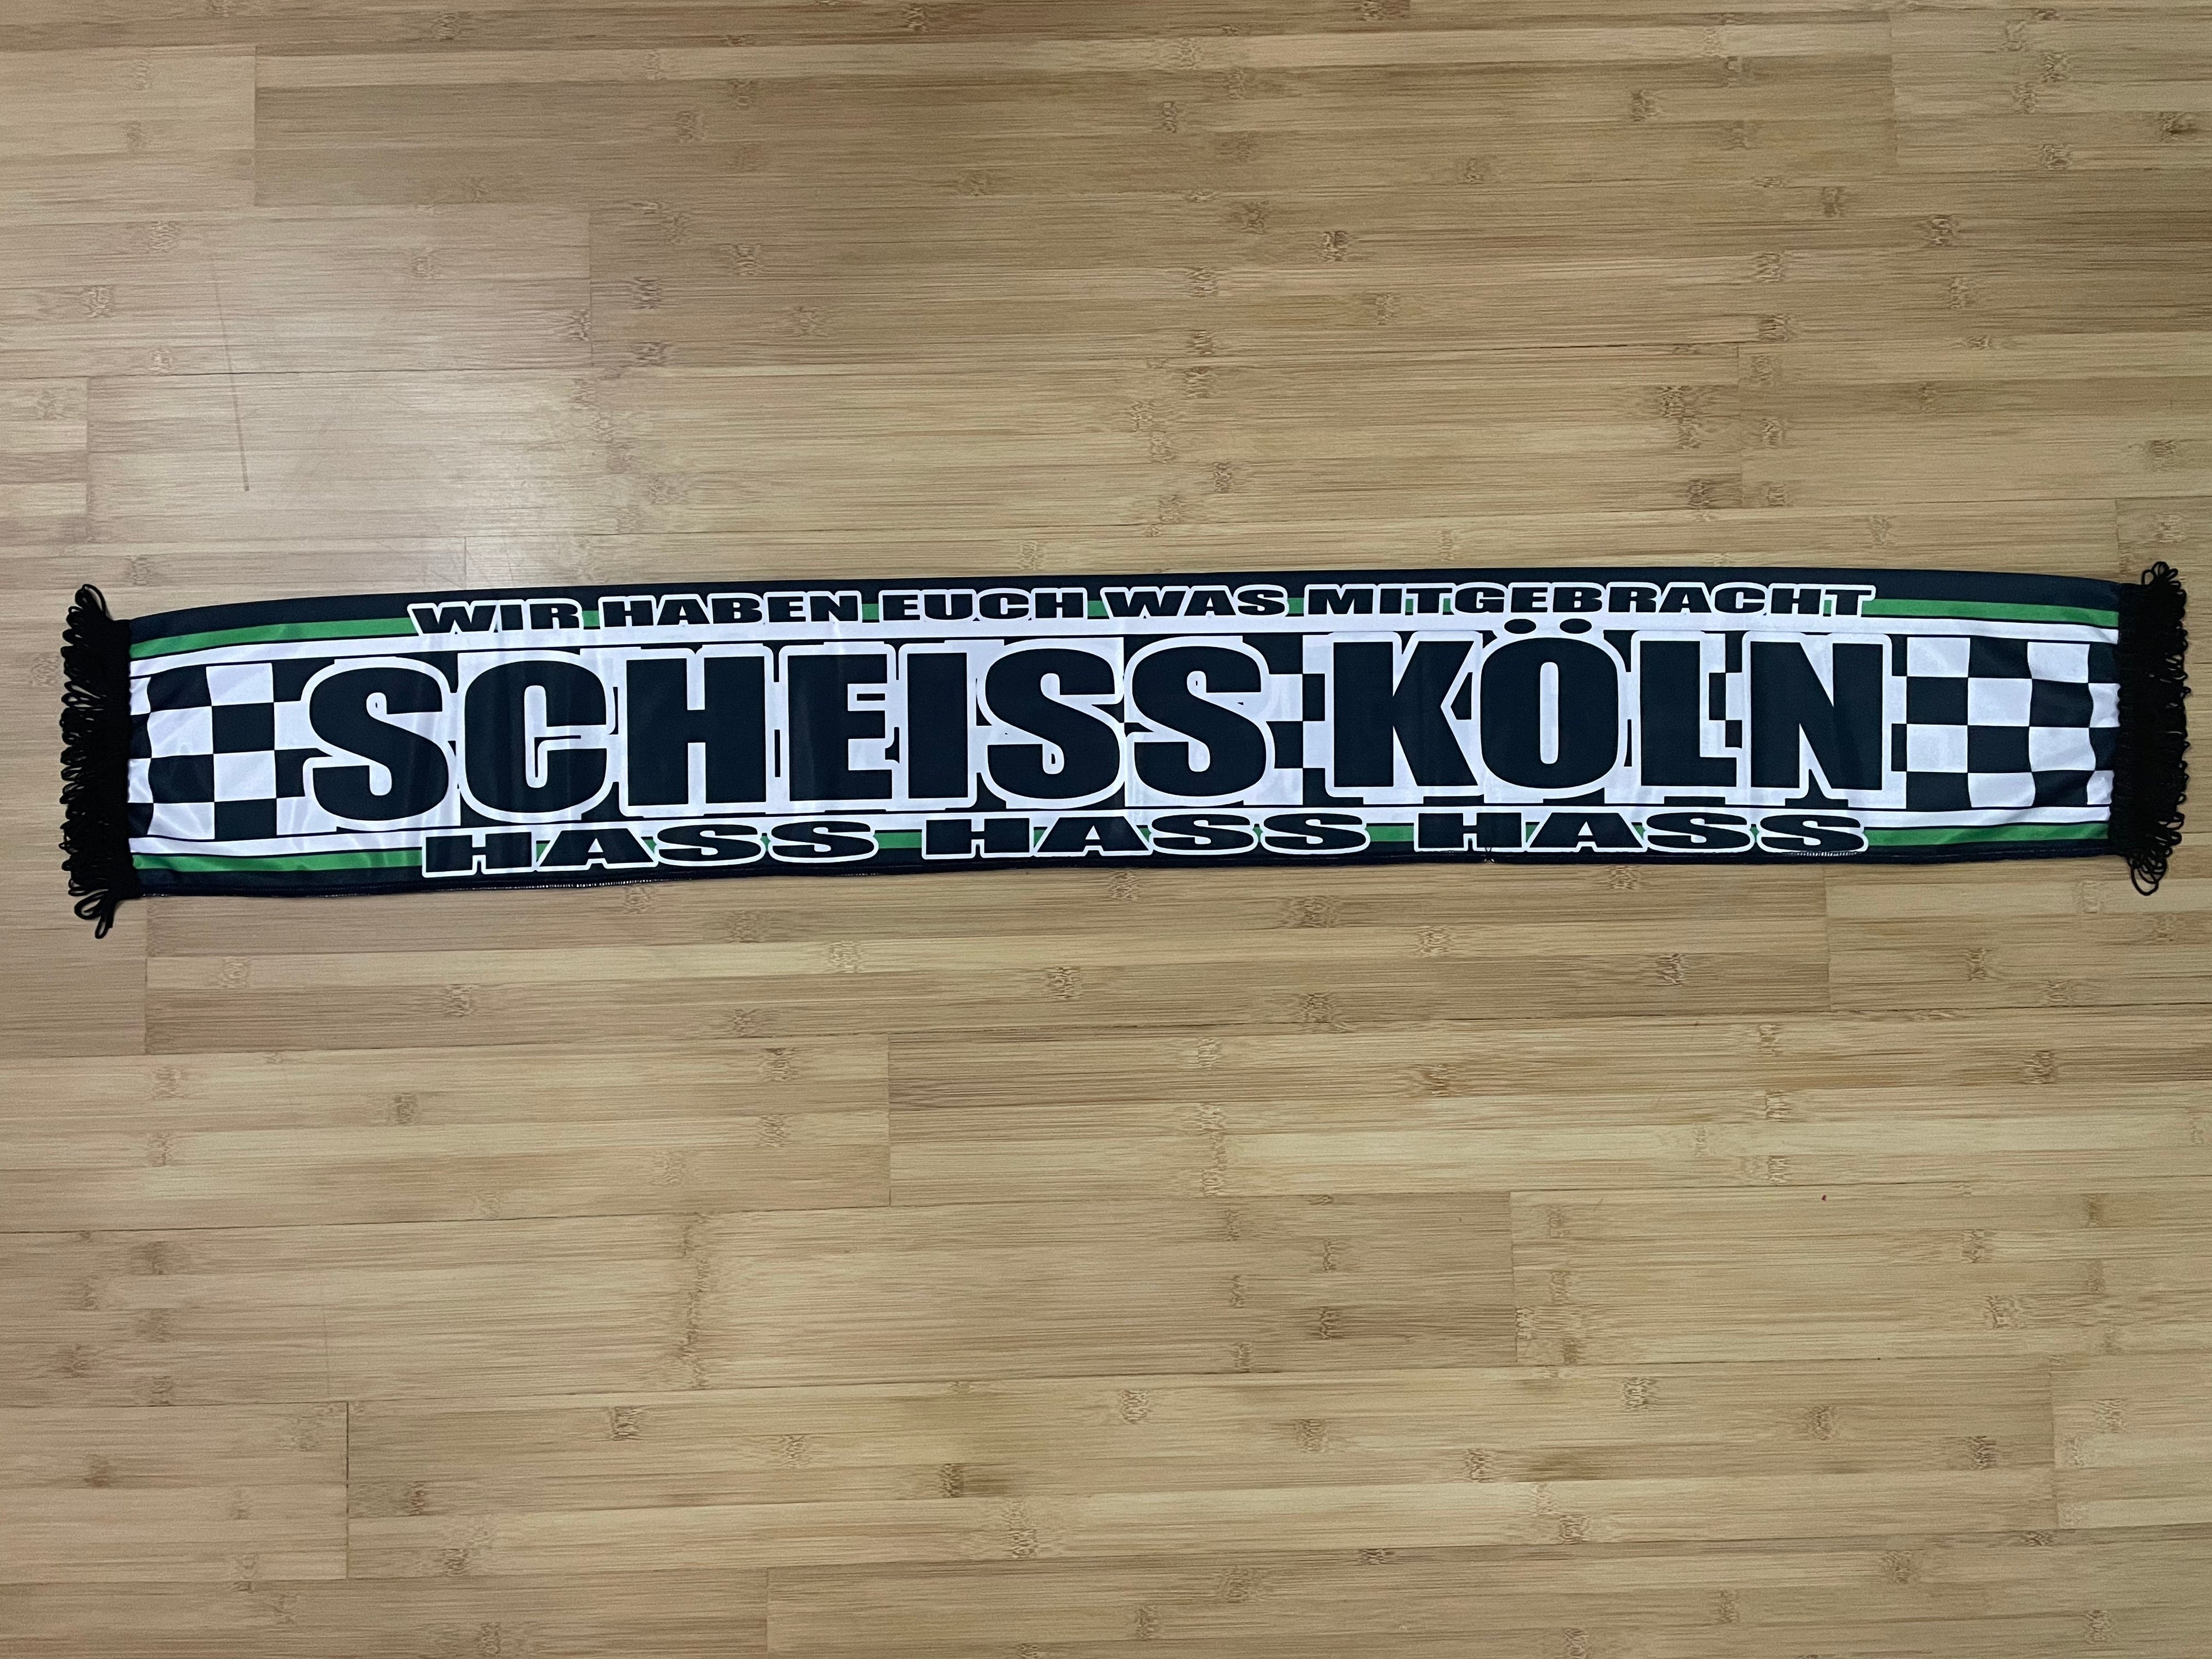 WIR HABEN EUCH WAS MITGEBRACHT
SCHEISS KÖLN
HASS HASS HASS